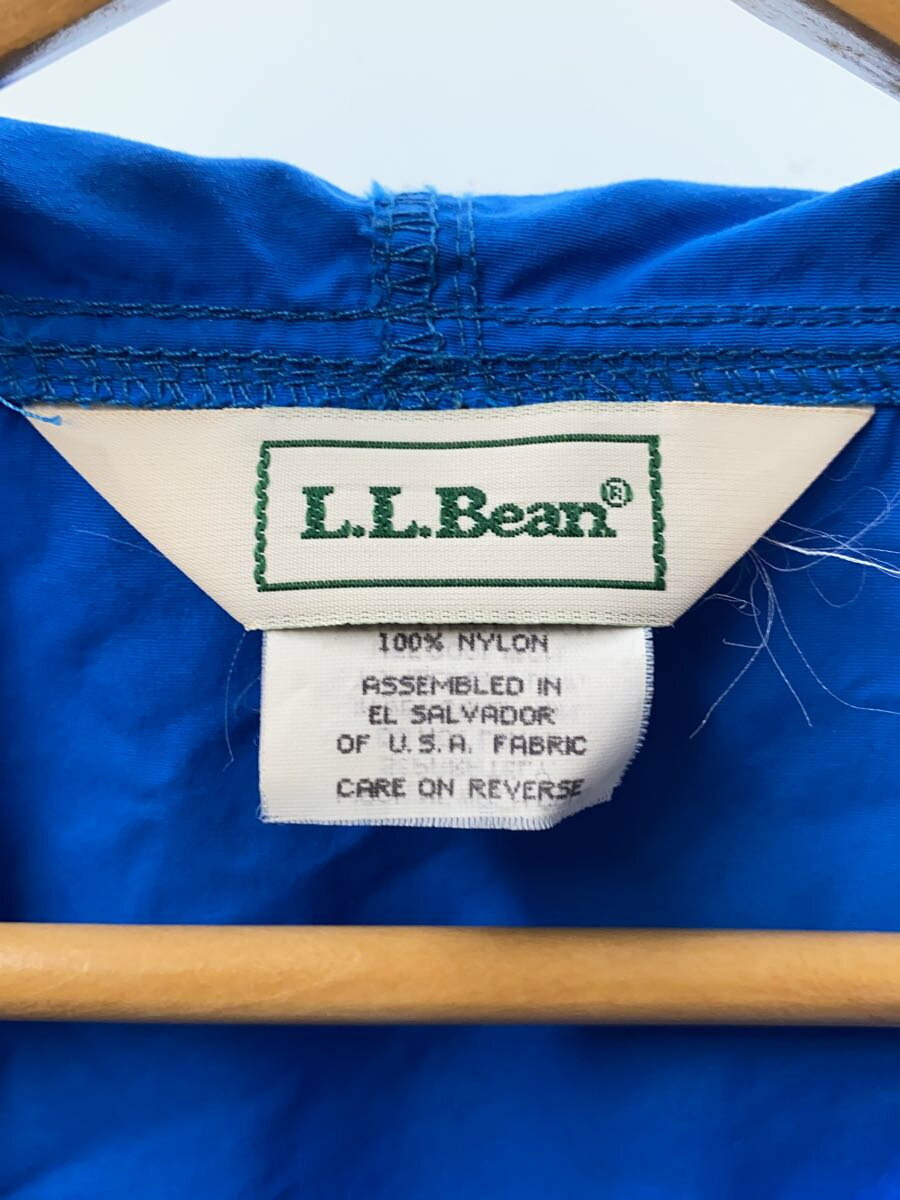 L.L.Bean®
100% NYLON
ASSEMBLED IN
EL SALVADOR
OF U.S.A. FABRIC
CARE ON REVERSE